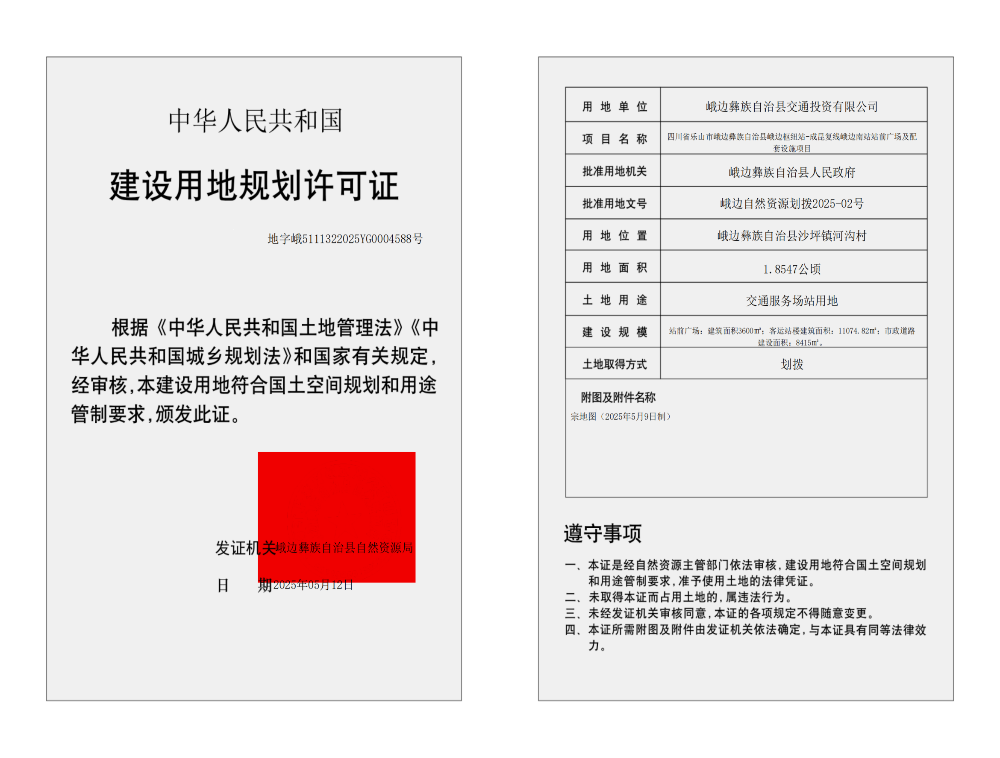 中华人民共和国
建设用地规划许可证
地字峨5111322025YG0004588号
根据《中华人民共和国土地管理法》《中
华人民共和国城乡规划法》和国家有关规定,
经审核,本建设用地符合国土空间规划和用途
管制要求,颁发此证。
发证机关峨边彝族自治县自然资源局
日 期2025年05月12日
用地单位 峨边彝族自治县交通投资有限公司
项目名称 四川省乐山市峨边彝族自治县峨边枢纽站-成昆复线峨边南站站前广场及配
套设施项目
批准用地机关 峨边彝族自治县人民政府
批准用地文号 峨边自然资源划拨2025-02号
用地位置 峨边彝族自治县沙坪镇河沟村
用地面积 1.8547公顷
土地用途 交通服务场站用地
建设规模 站前广场：建筑面积3600㎡；客运站楼建筑面积：11074.82㎡；市政道路
建设面积：8415㎡。
土地取得方式 划拨
附图及附件名称
宗地图（2025年5月9日制）
遵守事项
一、本证是经自然资源主管部门依法审核,建设用地符合国土空间规划
和用途管制要求,准予使用土地的法律凭证。
二、未取得本证而占用土地的,属违法行为。
三、未经发证机关审核同意,本证的各项规定不得随意变更。
四、本证所需附图及附件由发证机关依法确定,与本证具有同等法律效
力。